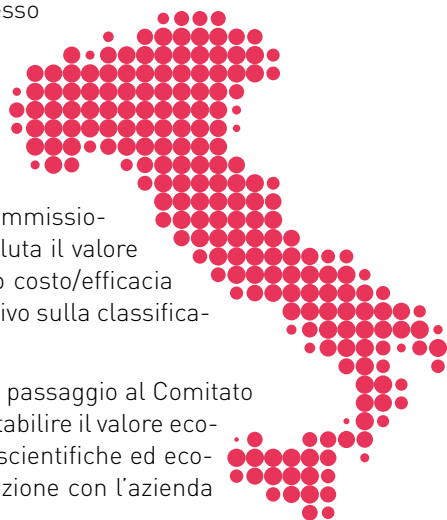 esso
mmissio-
luta il valore
o costo/efficacia
ivo sulla classifica-
passaggio al Comitato
tabilire il valore eco-
scientifiche ed eco-
zione con l'azienda